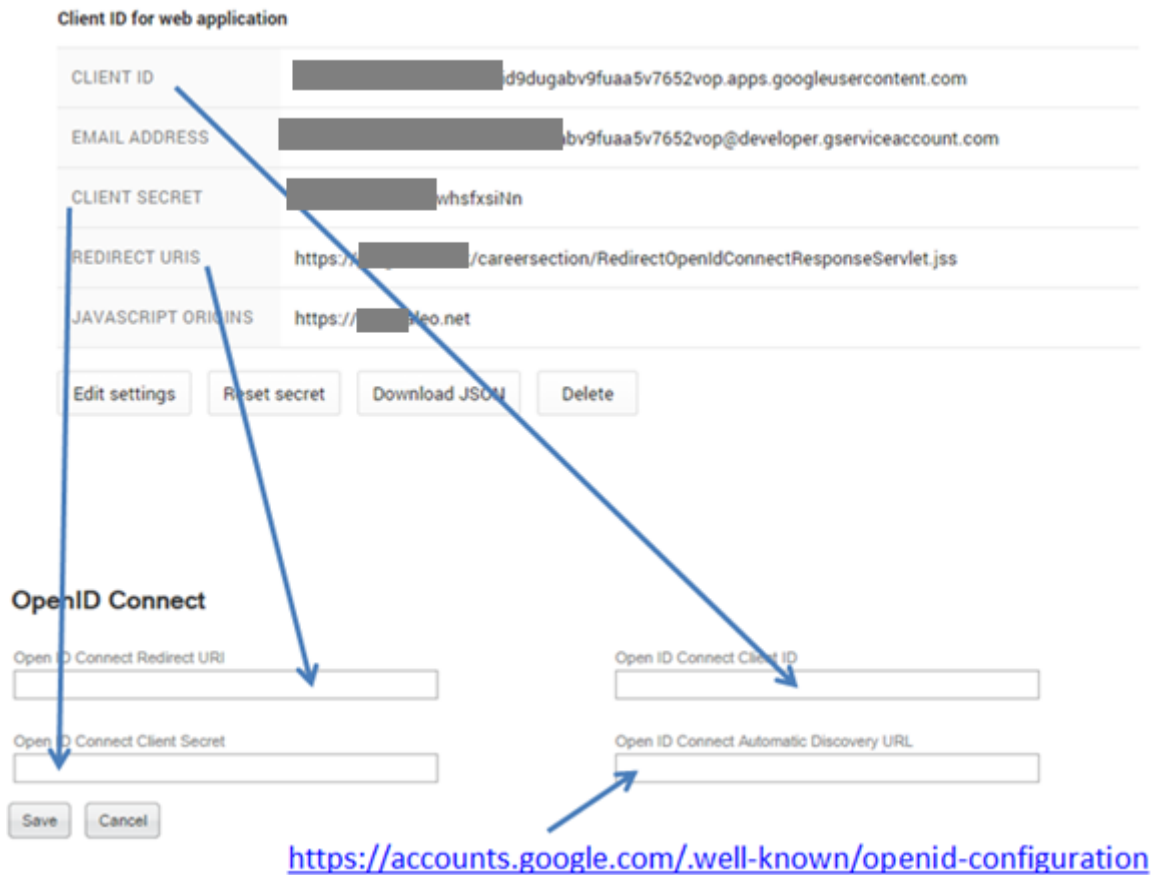 Client ID for web application
CLIENT ID id9dugabv9fuaa5v7652vop.apps.googleusercontent.com
EMAIL ADDRESS abv9fuaa5v7652vop@developer.gserviceaccount.com
CLIENT SECRET whsfxsiNn
REDIRECT URIS https:// /careersection/RedirectOpenIdConnectResponseServlet.jss
JAVASCRIPT ORIGINS https:// leo.net
Edit settings Reset secret Download JSON Delete
OpenID Connect
Open ID Connect Redirect URI Open ID Connect Client ID
Open ID Connect Client Secret Open ID Connect Automatic Discovery URL
Save Cancel
https://accounts.google.com/.well-known/openid-configuration